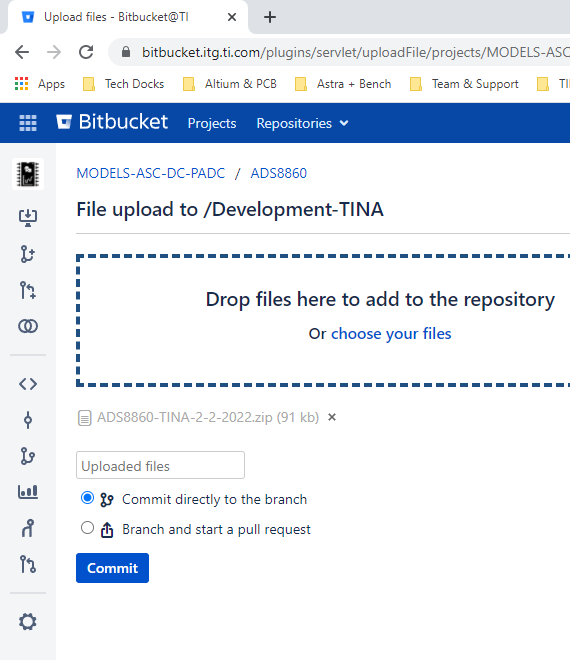 Upload files - Bitbucket@TI
bitbucket.itg.ti.com/plugins/servlet/uploadFile/projects/MODELS-ASC
Apps Tech Docks Altium & PCB Astra + Bench Team & Support TI
Bitbucket Projects Repositories
MODELS-ASC-DC-PADC / ADS8860
File upload to /Development-TINA
Drop files here to add to the repository
Or choose your files
ADS8860-TINA-2-2-2022.zip (91 kb) ×
Uploaded files
Commit directly to the branch
Branch and start a pull request
Commit